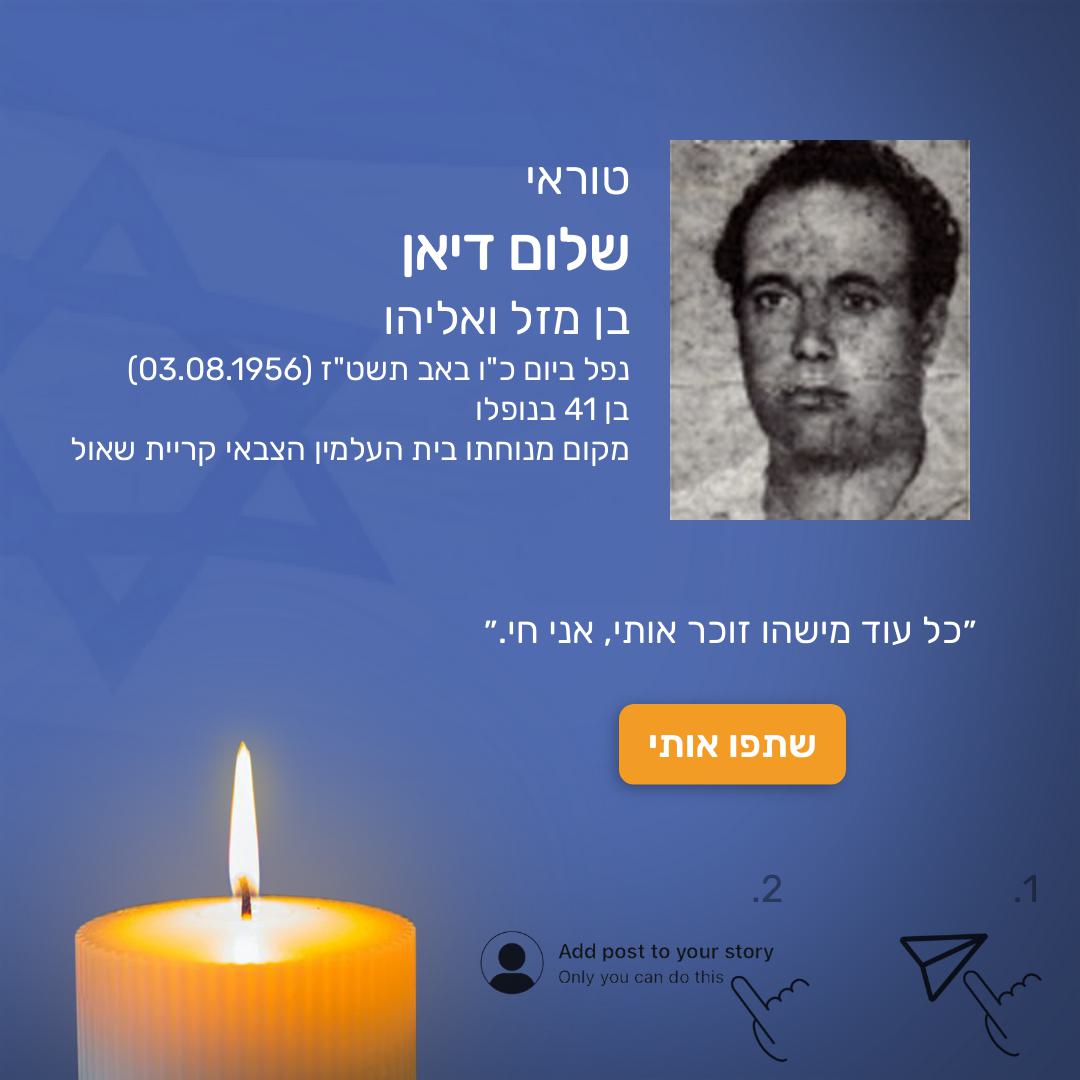 טוראי
שלום דיאן
בן מזל ואליהו
נפל ביום כ"ו באב תשט"ז (03.08.1956)
בן 41 בנופלו
מקום מנוחתו בית העלמין הצבאי קריית שאול
״כל עוד מישהו זוכר אותי, אני חי.״
שתפו אותי
.1
.2
Add post to your story
Only you can do this